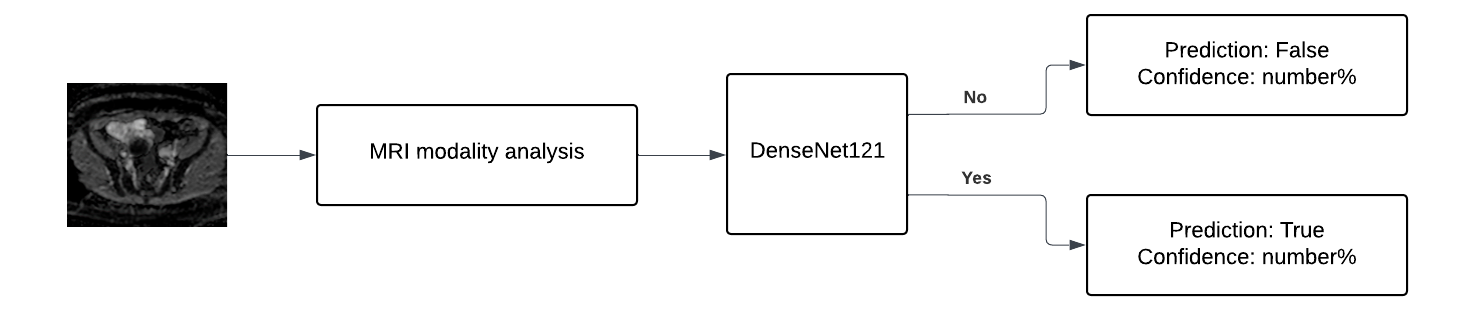 MRI modality analysis
DenseNet121
No
Prediction: False
Confidence: number%
Yes
Prediction: True
Confidence: number%